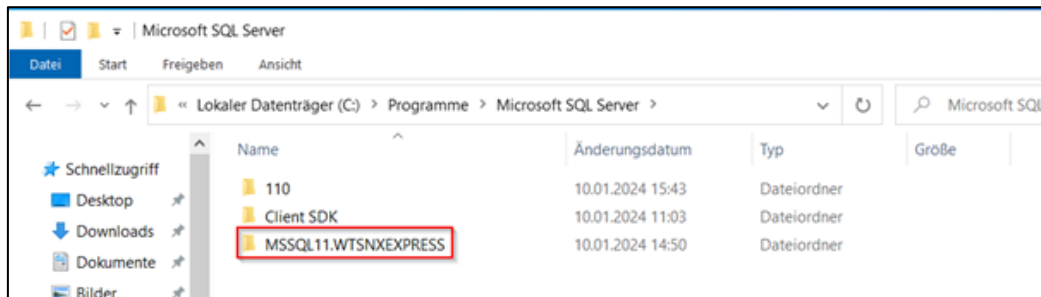 Microsoft SQL Server
Datei Start Freigeben Ansicht
« Lokaler Datenträger (C:) > Programme > Microsoft SQL Server > Microsoft SQL
Name Änderungsdatum Typ Größe
Schnellzugriff
110 10.01.2024 15:43 Dateiordner
Desktop
Client SDK 10.01.2024 11:03 Dateiordner
Downloads
MSSQL11.WTSNXEXPRESS 10.01.2024 14:50 Dateiordner
Dokumente
Bilder